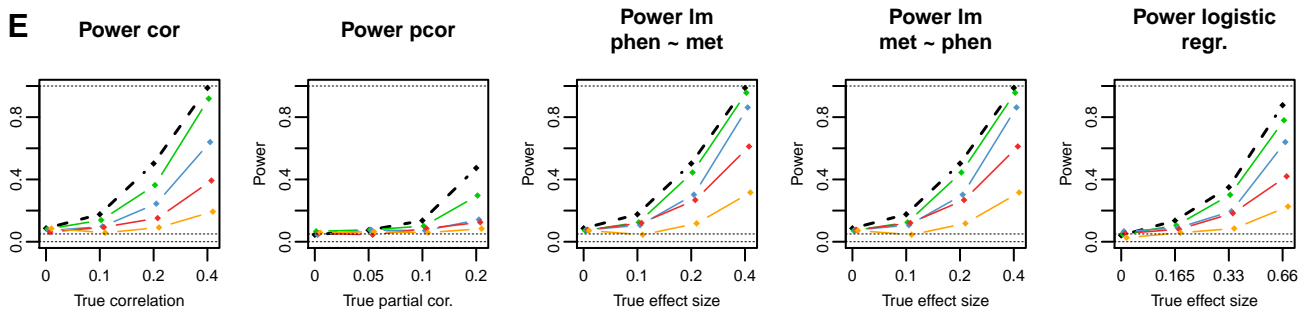 E
Power cor
Power pcor
Power lm
phen ~ met
Power lm
met ~ phen
Power logistic
regr.
0.0 0.4 0.8
0 0.1 0.2 0.4
True correlation
Power
0.0 0.4 0.8
0 0.05 0.1 0.2
True partial cor.
Power
0.0 0.4 0.8
0 0.1 0.2 0.4
True effect size
Power
0.0 0.4 0.8
0 0.1 0.2 0.4
True effect size
Power
0.0 0.4 0.8
0 0.165 0.33 0.66
True effect size